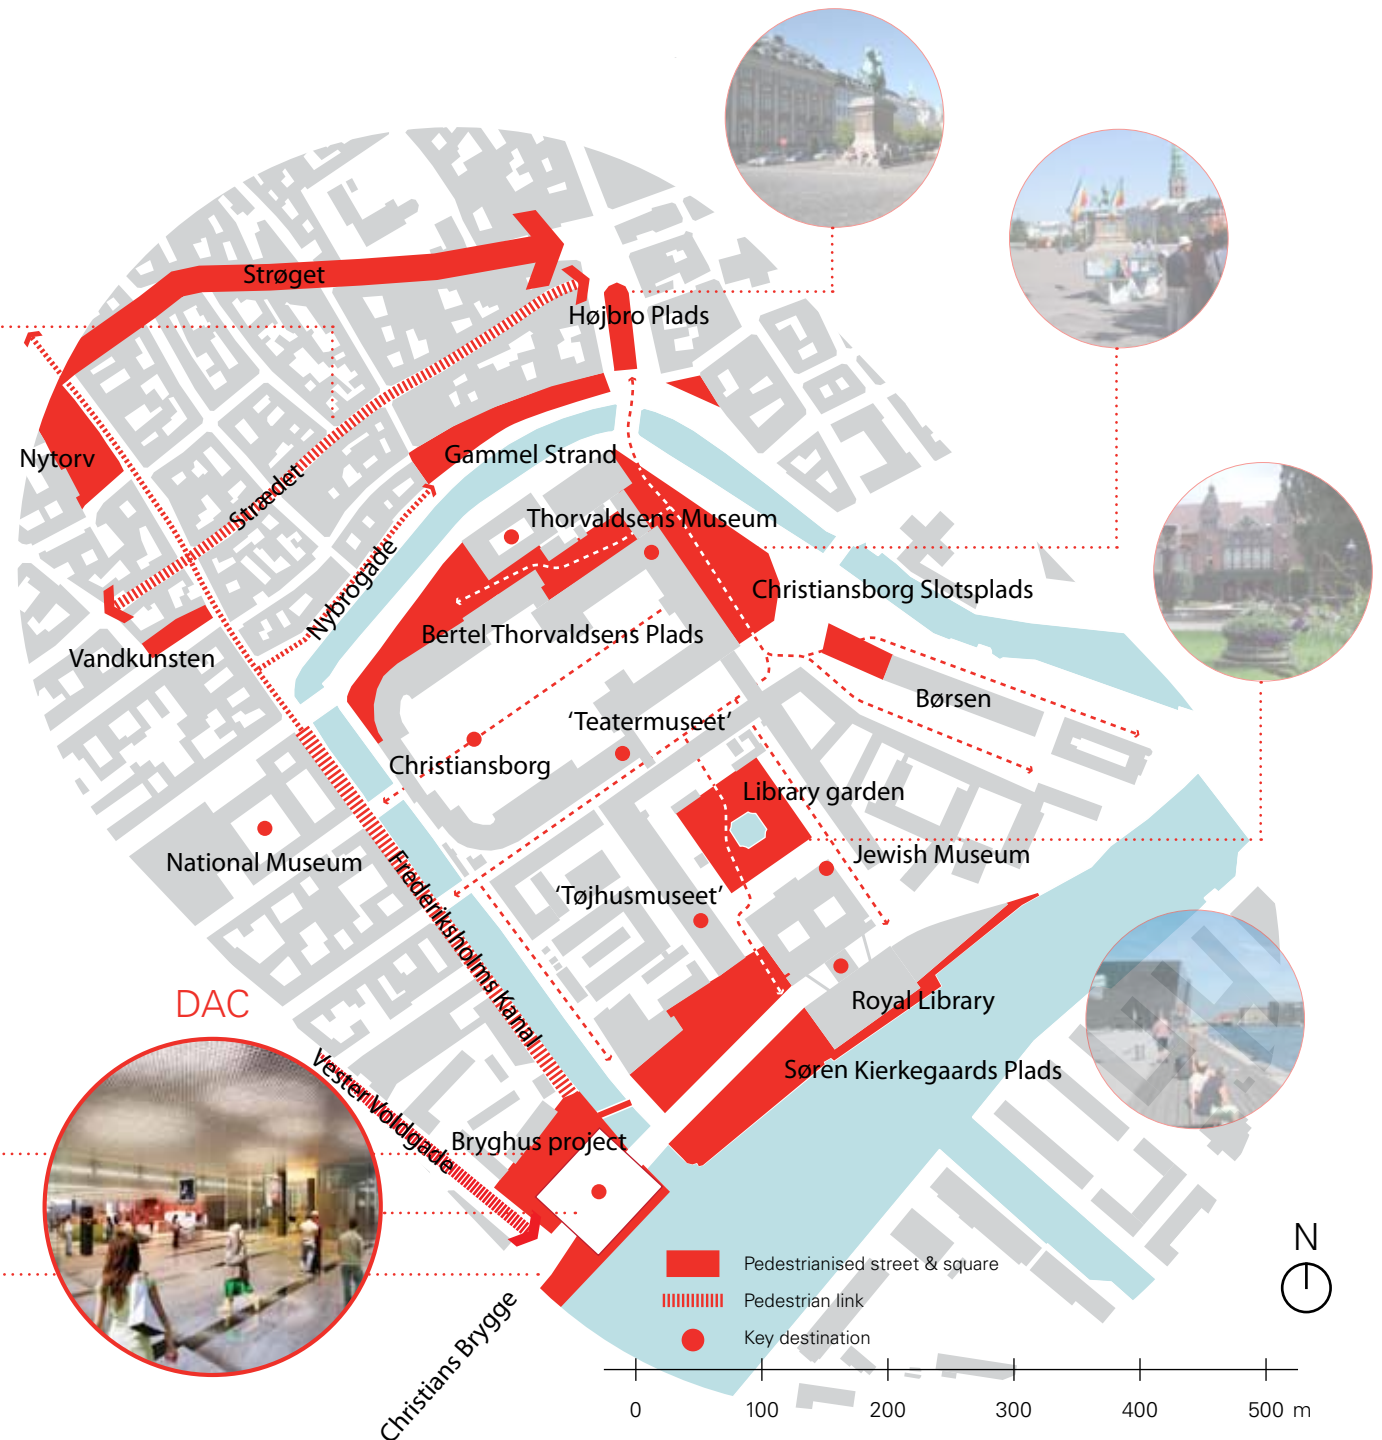 Strøget
Højbro Plads
Nytorv
Gammel Strand
Strædet
Thorvaldsens Museum
Nybrogade
Christiansborg Slotsplads
Bertel Thorvaldsens Plads
Vandkunsten
Børsen
‘Teatermuseet’
Christiansborg
Library garden
National Museum
Jewish Museum
‘Tøjhusmuseet’
Frederiksholms Kanal
DAC
Royal Library
Søren Kierkegaards Plads
Vester Voldgade
Bryghus project
Christians Brygge
N
Pedestrianised street & square
Pedestrian link
Key destination
0 100 200 300 400 500 m